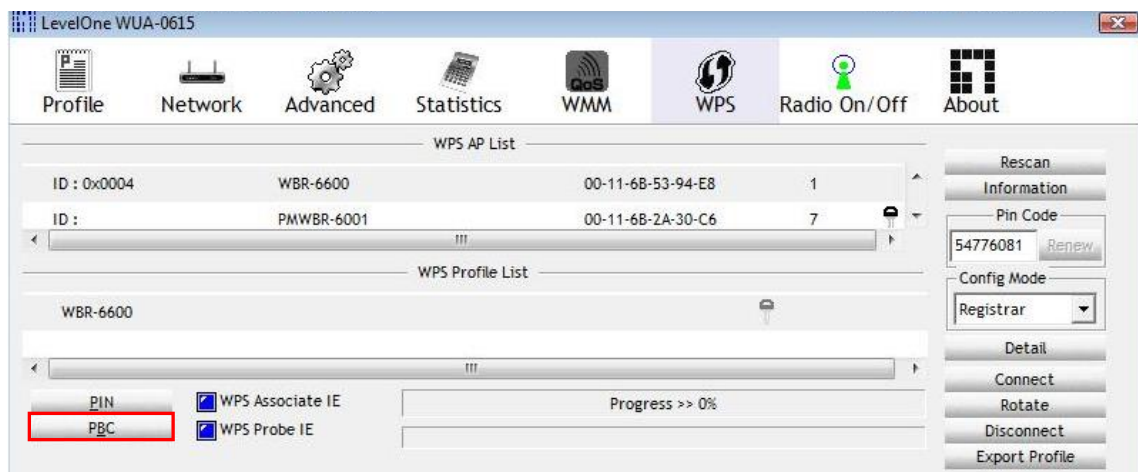 LevelOne WUA-0615
Profile Network Advanced Statistics QoS WMM WPS Radio On/Off About
WPS AP List
ID : 0x0004 WBR-6600 00-11-6B-53-94-E8 1
ID : PMWBR-6001 00-11-6B-2A-30-C6 7
WPS Profile List
WBR-6600
PIN WPS Associate IE Progress >> 0%
PBC WPS Probe IE
Rescan
Information
Pin Code
54776081 Renew
Config Mode
Registrar
Detail
Connect
Rotate
Disconnect
Export Profile